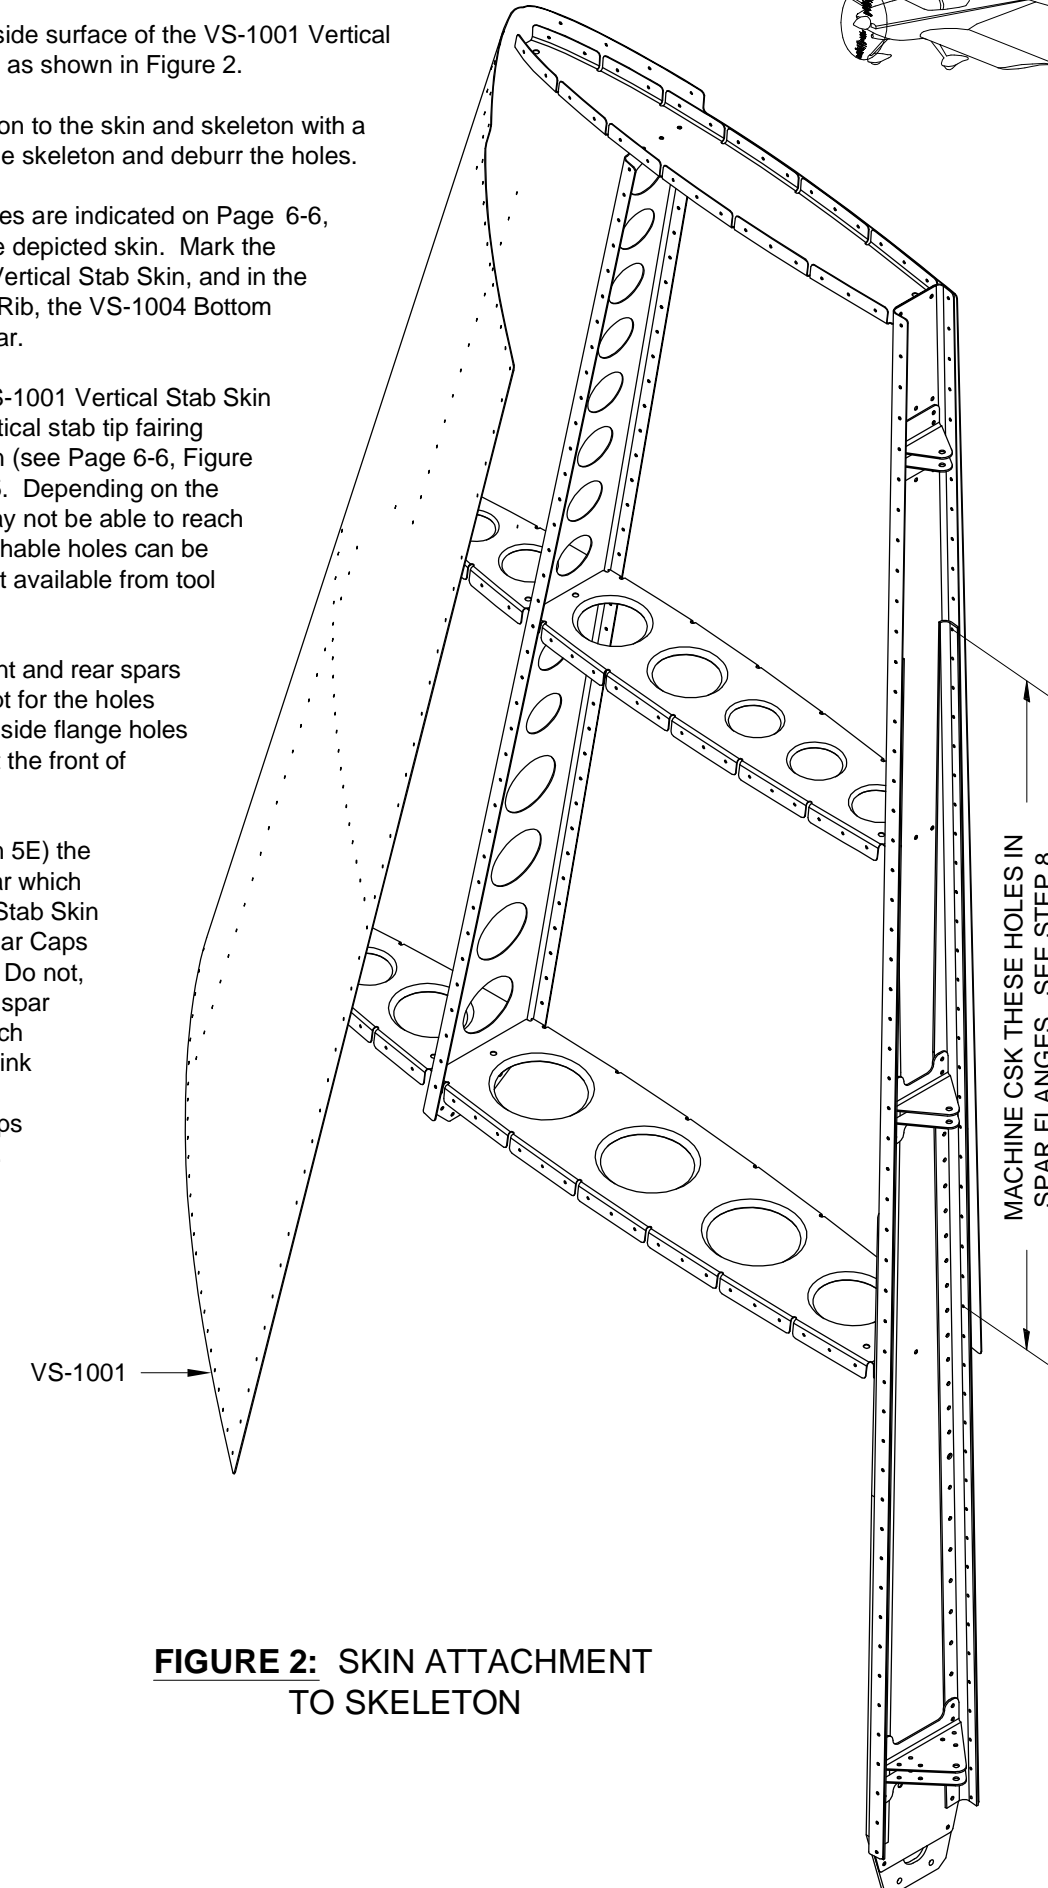 side surface of the VS-1001 Vertical
as shown in Figure 2.
on to the skin and skeleton with a
e skeleton and deburr the holes.
es are indicated on Page 6-6,
e depicted skin. Mark the
Vertical Stab Skin, and in the
Rib, the VS-1004 Bottom
ar.
S-1001 Vertical Stab Skin
tical stab tip fairing
n (see Page 6-6, Figure
Depending on the
ay not be able to reach
chable holes can be
t available from tool
nt and rear spars
ot for the holes
side flange holes
t the front of
n 5E) the
ar which
Stab Skin
ar Caps
Do not,
spar
ch
ink
ps
MACHINE CSK THESE HOLES IN
SPAR FLANGES. SEE STEP 8
VS-1001
FIGURE 2: SKIN ATTACHMENT
TO SKELETON